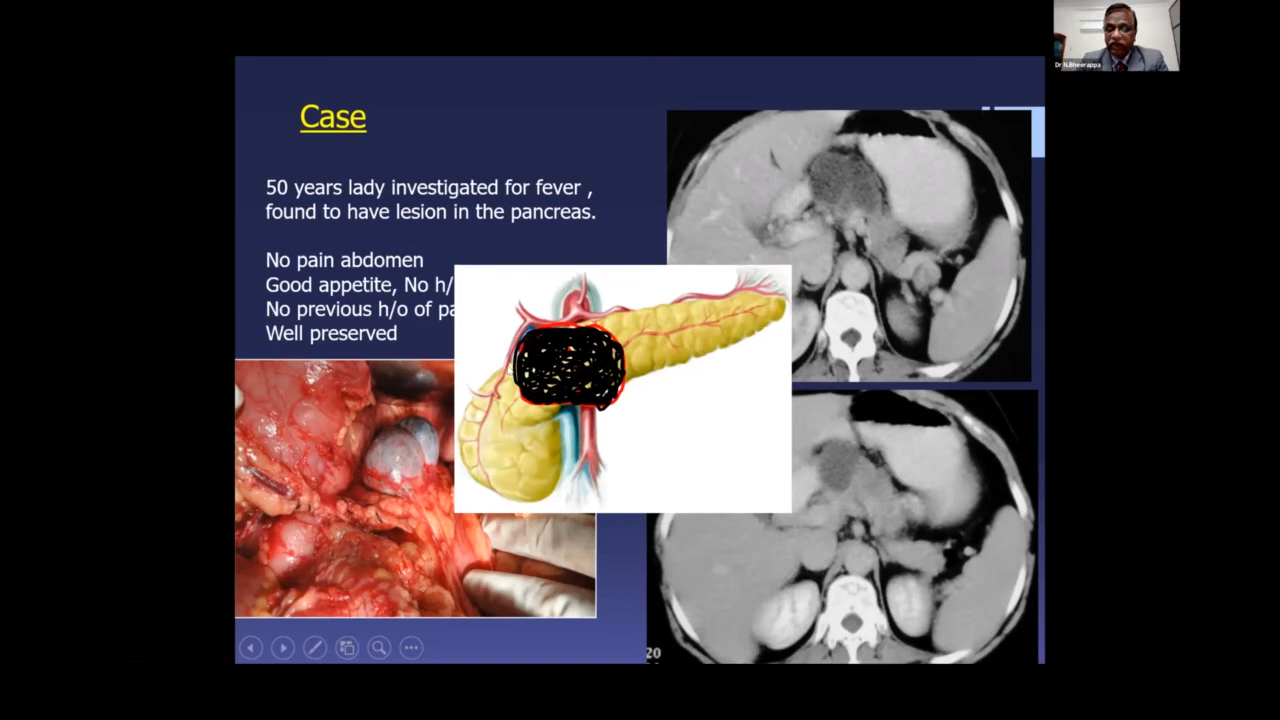 Dr N.Bheerappa
Case
50 years lady investigated for fever ,
found to have lesion in the pancreas.
No pain abdomen
Good appetite, No h/
No previous h/o of pa
Well preserved
20